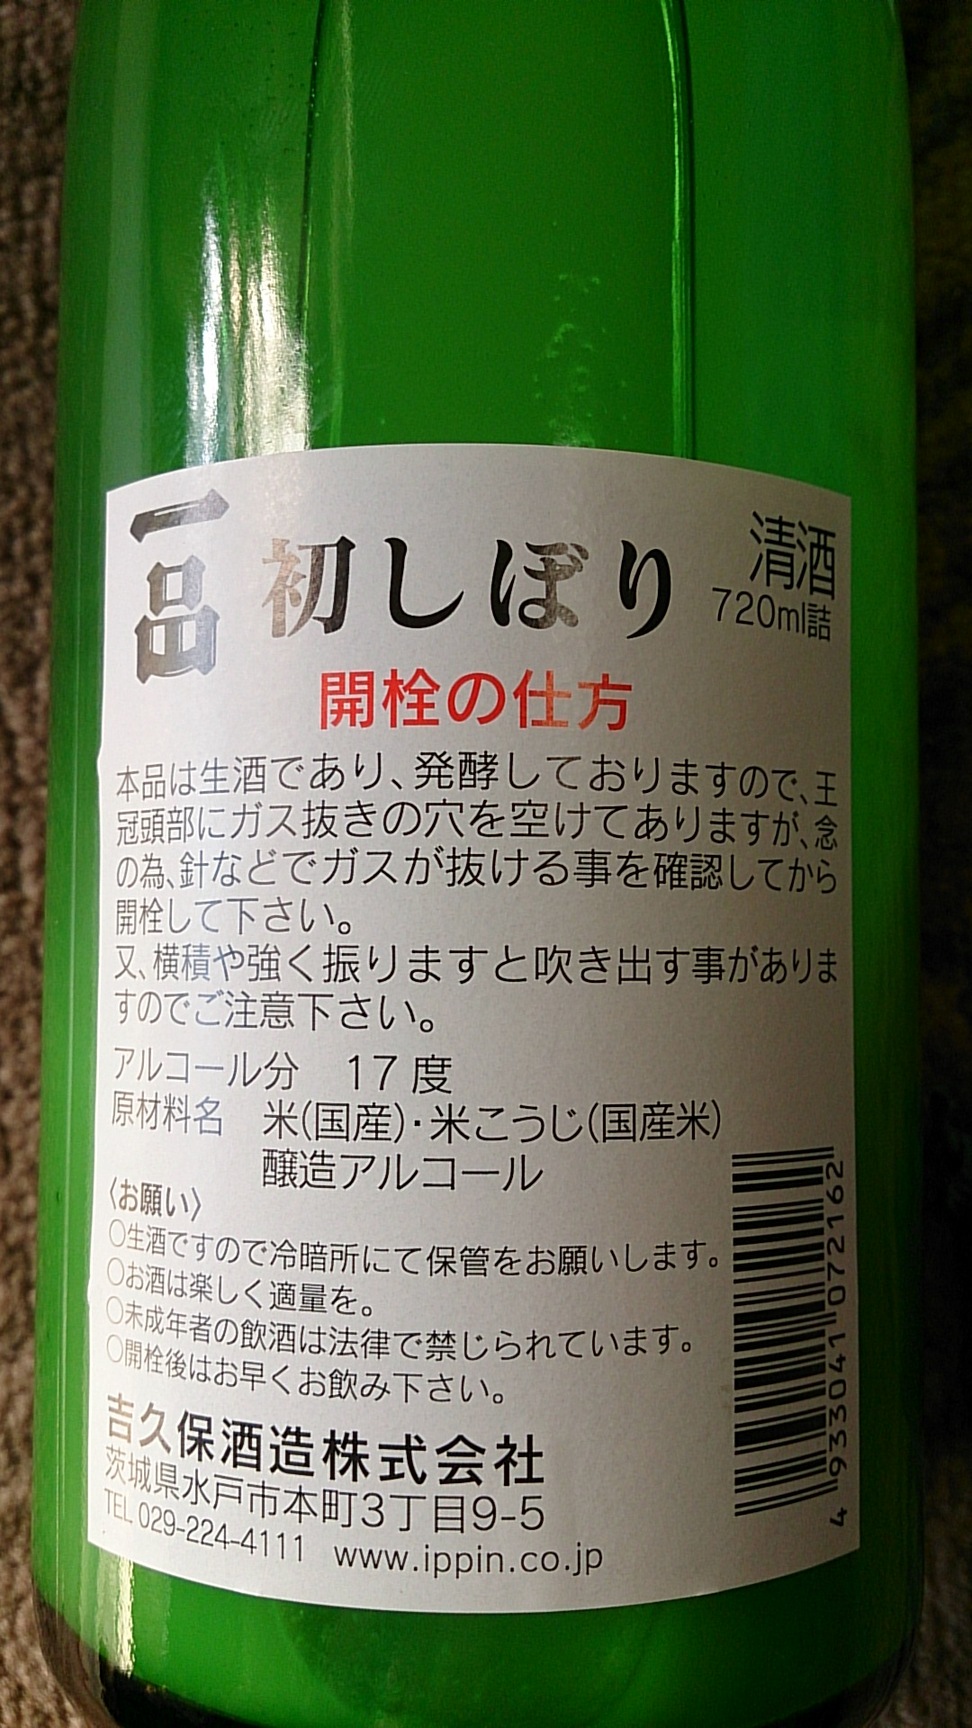 一品 初しぼり 清酒
720ml詰
開栓の仕方
本品は生酒であり、発酵しておりますので、王
冠頭部にガス抜きの穴を空けてありますが、念
の為、針などでガスが抜ける事を確認してから
開栓して下さい。
又、横積や強く振りますと吹き出す事がありま
すのでご注意下さい。
アルコール分 17度
原材料名 米(国産)・米こうじ(国産米)
醸造アルコール
〈お願い〉
○生酒ですので冷暗所にて保管をお願いします。
○お酒は楽しく適量を。
○未成年者の飲酒は法律で禁じられています。
○開栓後はお早くお飲み下さい。
吉久保酒造株式会社
茨城県水戸市本町3丁目9-5
TEL 029-224-4111 www.ippin.co.jp
4 933041 072162